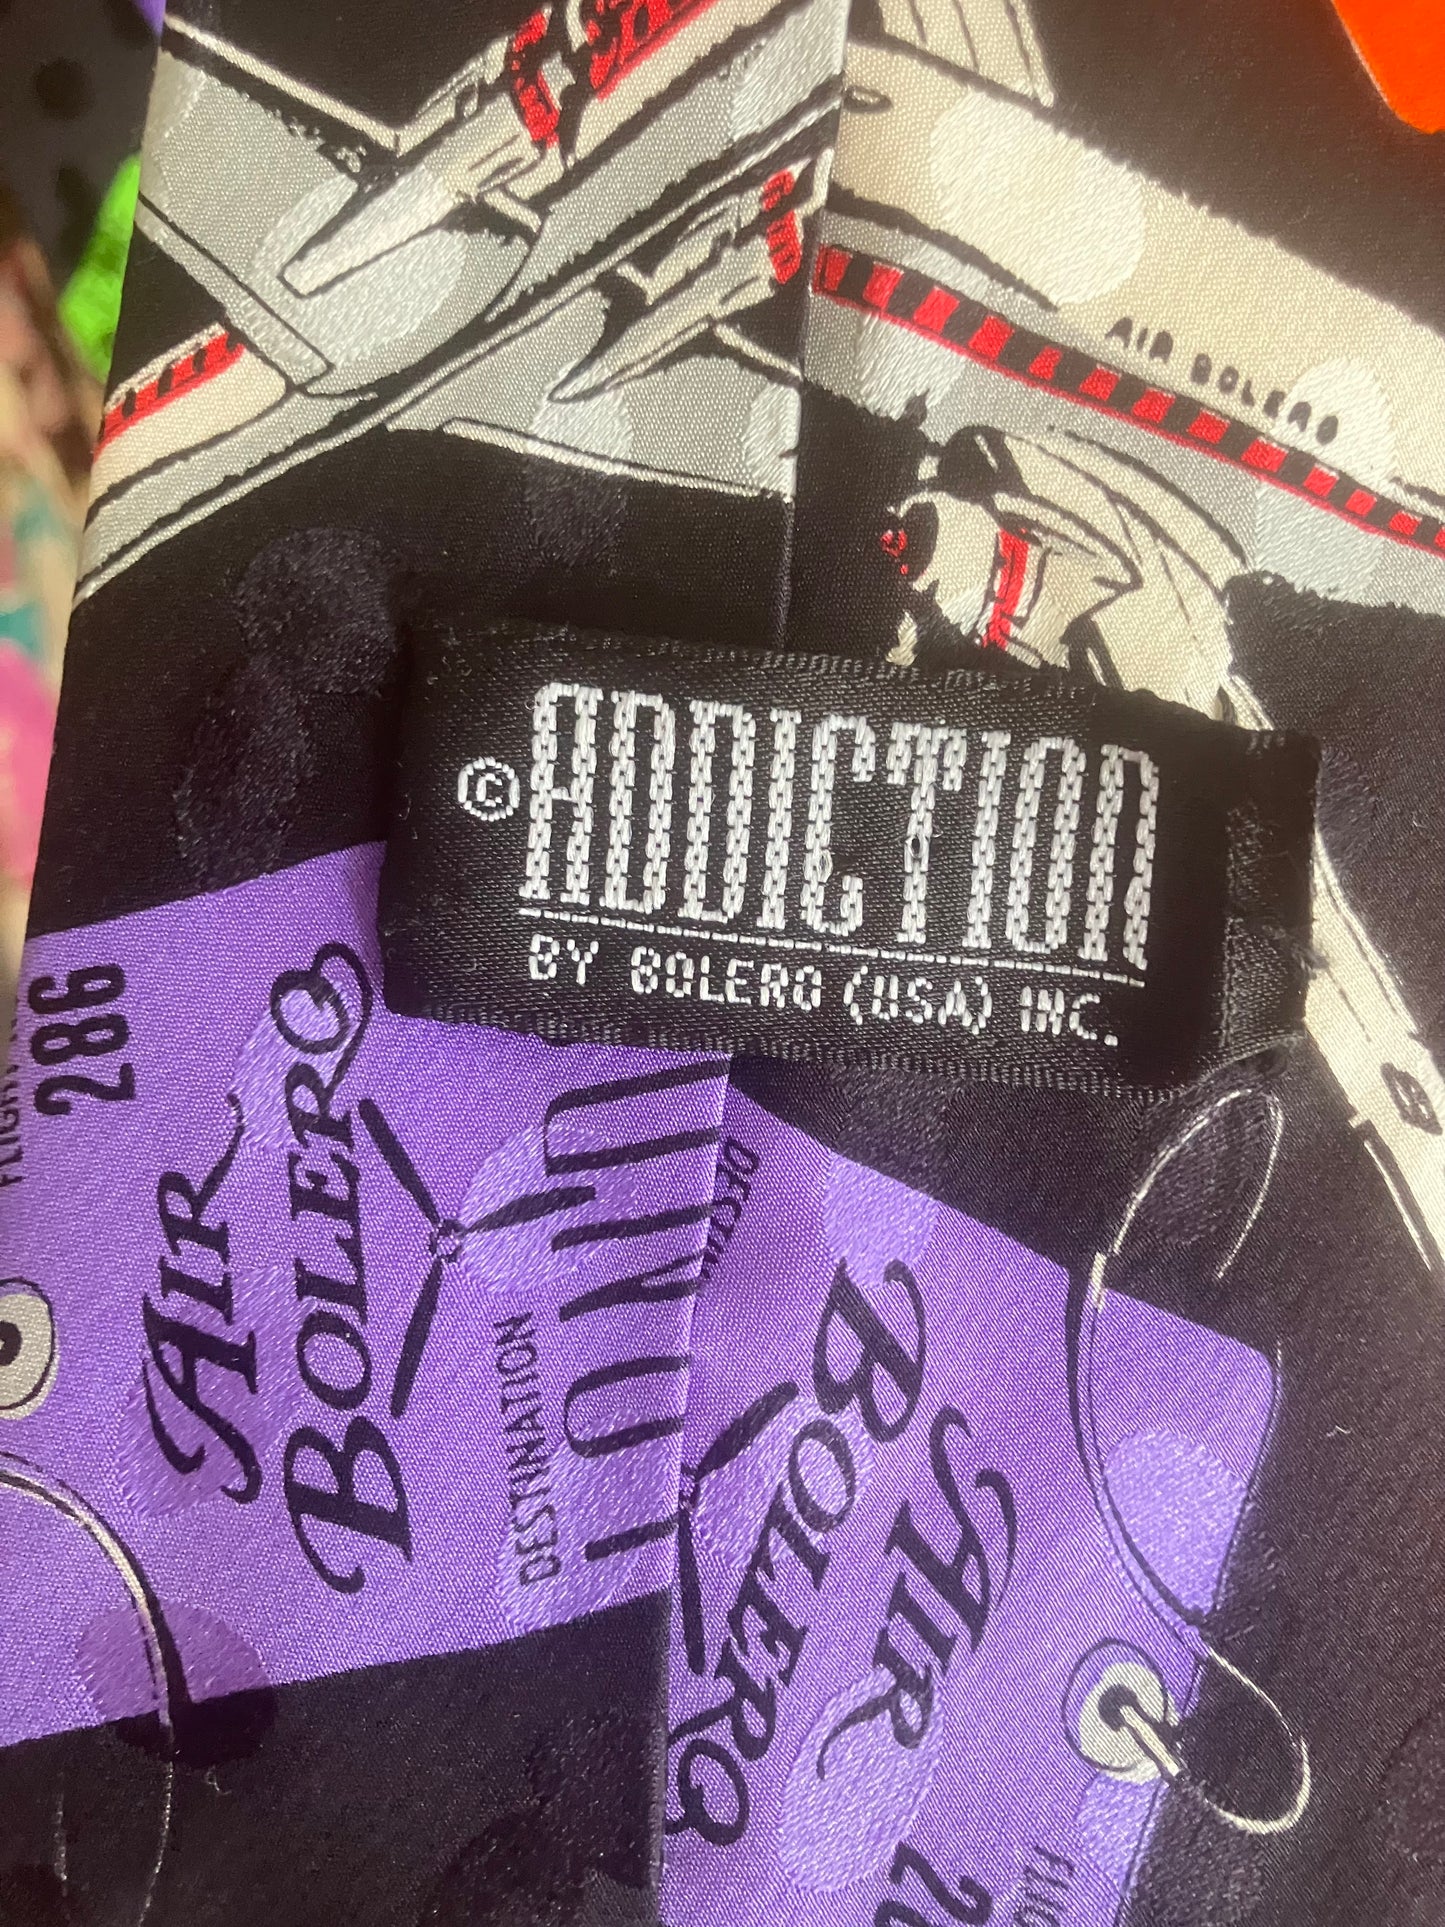 AIR BOLERO
© ADDICTION
BY BOLERO (USA) INC.
286
AIR
BOLERO
DESTINATION
BOLERO
AIR